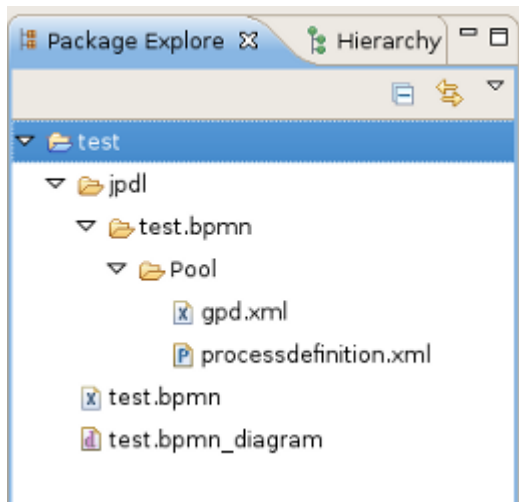 Package Explore Hierarchy
test
jpdl
test.bpmn
Pool
gpd.xml
processdefinition.xml
test.bpmn
test.bpmn_diagram